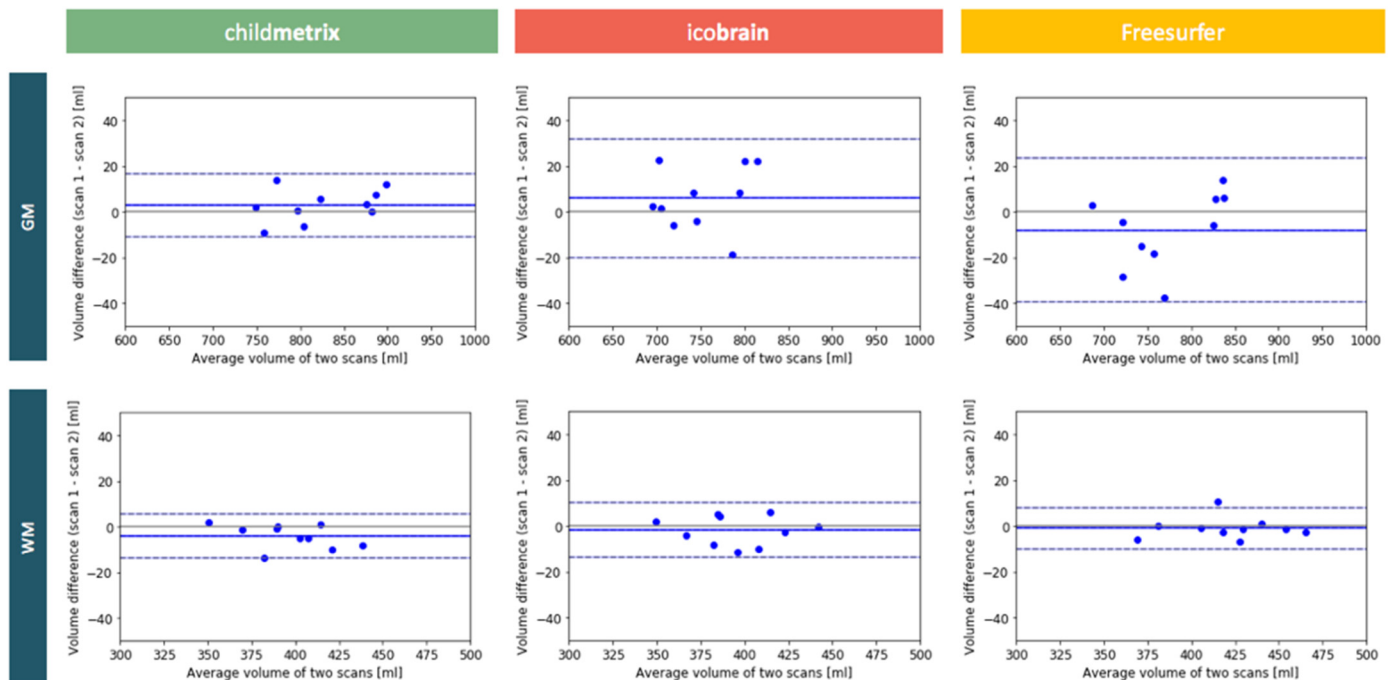 childmetrix
icobrain
Freesurfer
GM
Volume difference (scan 1 - scan 2) [ml]
40
20
0
−20
−40
600 650 700 750 800 850 900 950 1000
Average volume of two scans [ml]
Volume difference (scan 1 - scan 2) [ml]
40
20
0
−20
−40
600 650 700 750 800 850 900 950 1000
Average volume of two scans [ml]
Volume difference (scan 1 - scan 2) [ml]
40
20
0
−20
−40
600 650 700 750 800 850 900 950 1000
Average volume of two scans [ml]
WM
Volume difference (scan 1 - scan 2) [ml]
40
20
0
−20
−40
300 325 350 375 400 425 450 475 500
Average volume of two scans [ml]
Volume difference (scan 1 - scan 2) [ml]
40
20
0
−20
−40
300 325 350 375 400 425 450 475 500
Average volume of two scans [ml]
Volume difference (scan 1 - scan 2) [ml]
40
20
0
−20
−40
300 325 350 375 400 425 450 475 500
Average volume of two scans [ml]